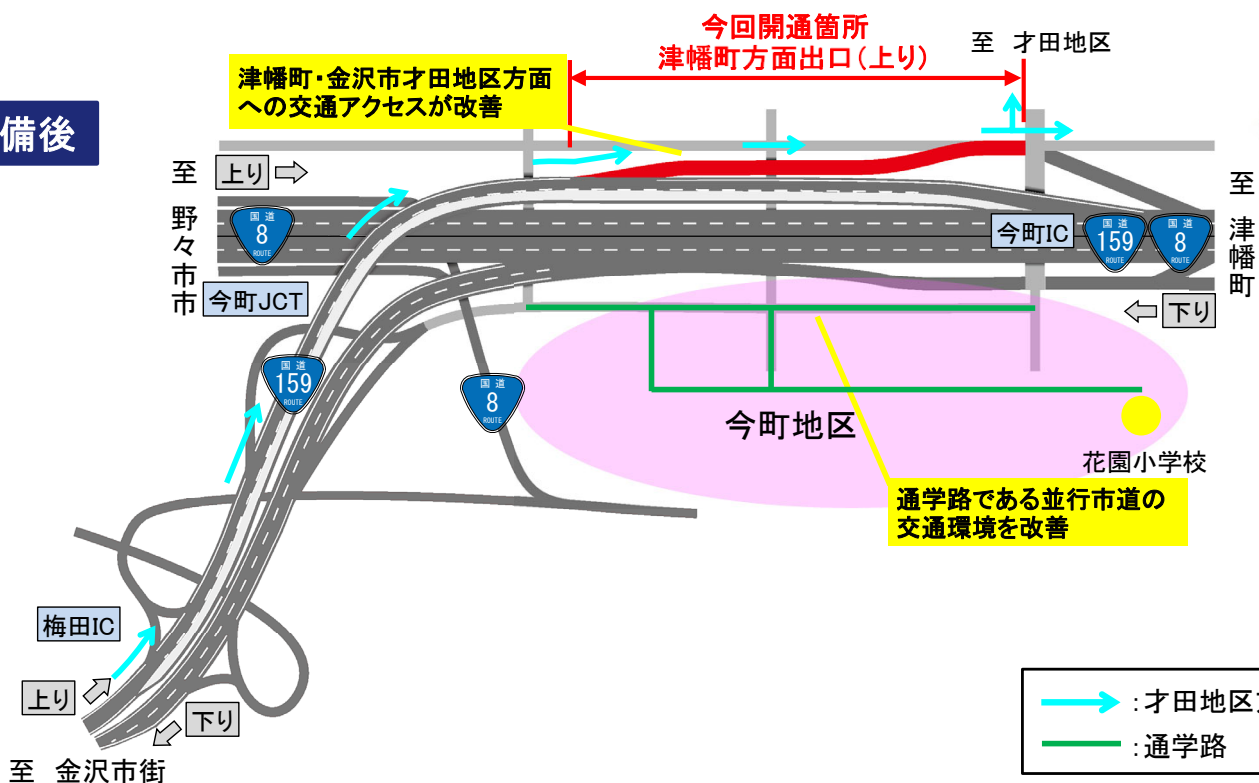 今回開通箇所
津幡町方面出口(上り)
至 才田地区
津幡町・金沢市才田地区方面
への交通アクセスが改善
備後
至 野々市市
上り
至 津幡町
国道
8
ROUTE
今町IC
国道
159
ROUTE
国道
8
ROUTE
今町JCT
下り
国道
159
ROUTE
国道
8
ROUTE
今町地区
花園小学校
通学路である並行市道の
交通環境を改善
梅田IC
上り
下り
至 金沢市街
:才田地区
:通学路